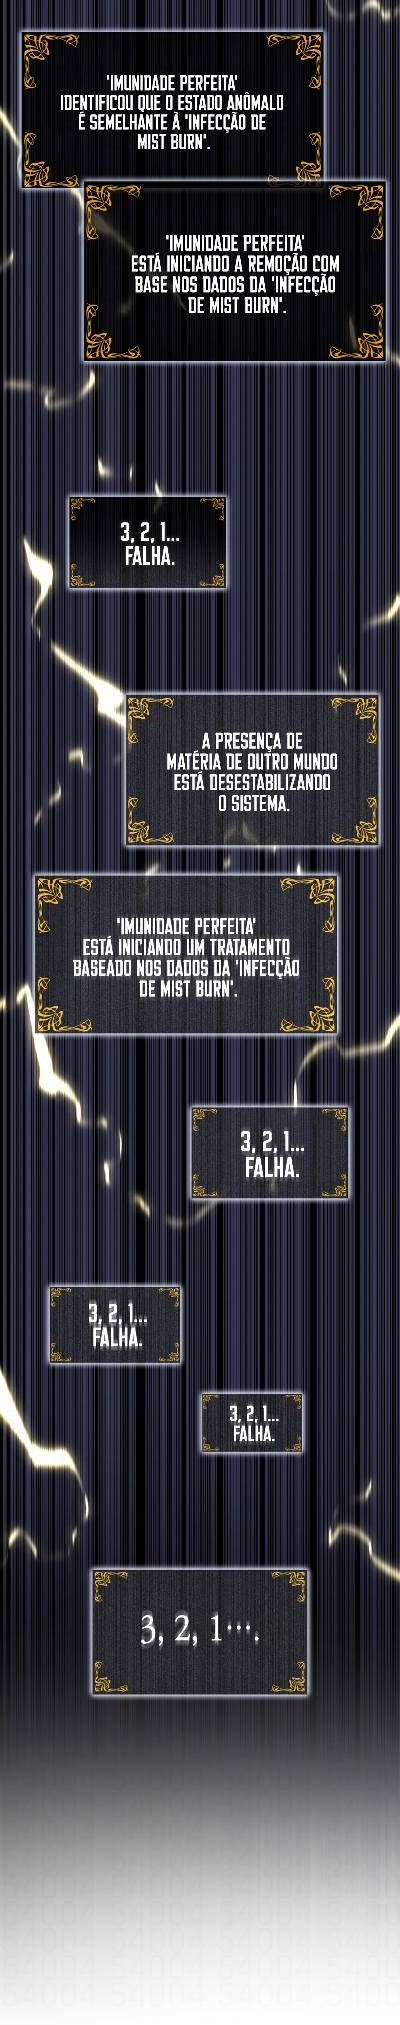 'IMUNIDADE PERFEITA'
IDENTIFICOU QUE O ESTADO ANÔMALO
É SEMELHANTE À 'INFECÇÃO DE
MIST BURN'.
'IMUNIDADE PERFEITA'
ESTÁ INICIANDO A REMOÇÃO COM
BASE NOS DADOS DA 'INFECÇÃO
DE MIST BURN'.
3, 2, 1...
FALHA.
A PRESENÇA DE
MATÉRIA DE OUTRO MUNDO
ESTÁ DESESTABILIZANDO
O SISTEMA.
'IMUNIDADE PERFEITA'
ESTÁ INICIANDO UM TRATAMENTO
BASEADO NOS DADOS DA 'INFECÇÃO
DE MIST BURN'.
3, 2, 1...
FALHA.
3, 2, 1...
FALHA.
3, 2, 1...
FALHA.
3, 2, 1....